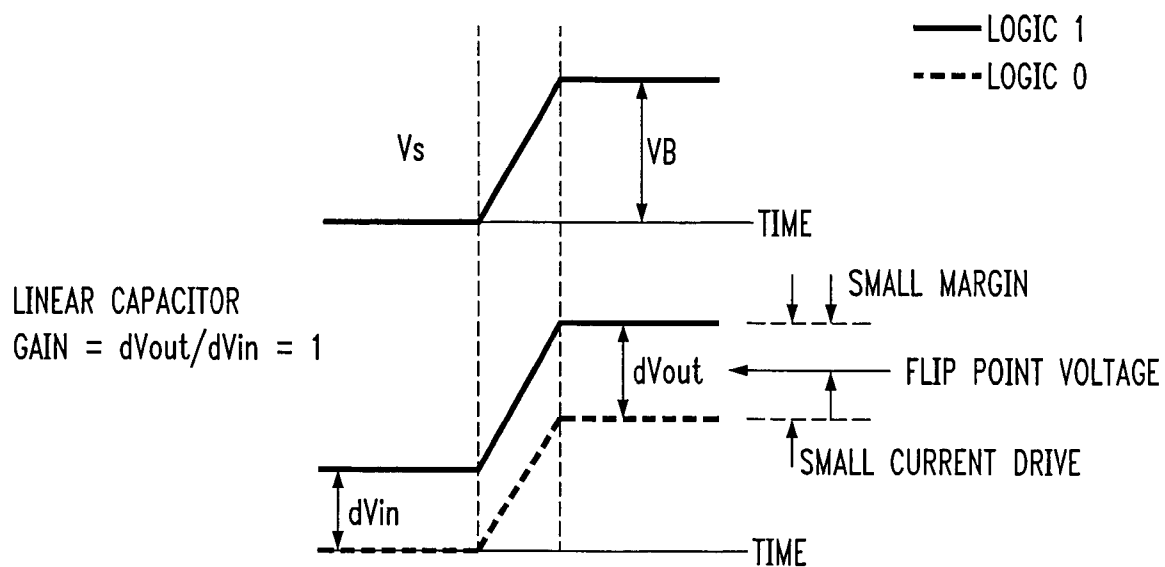 LOGIC 1
LOGIC 0
Vs
VB
TIME
LINEAR CAPACITOR
GAIN = dVout/dVin = 1
SMALL MARGIN
dVout
FLIP POINT VOLTAGE
SMALL CURRENT DRIVE
dVin
TIME